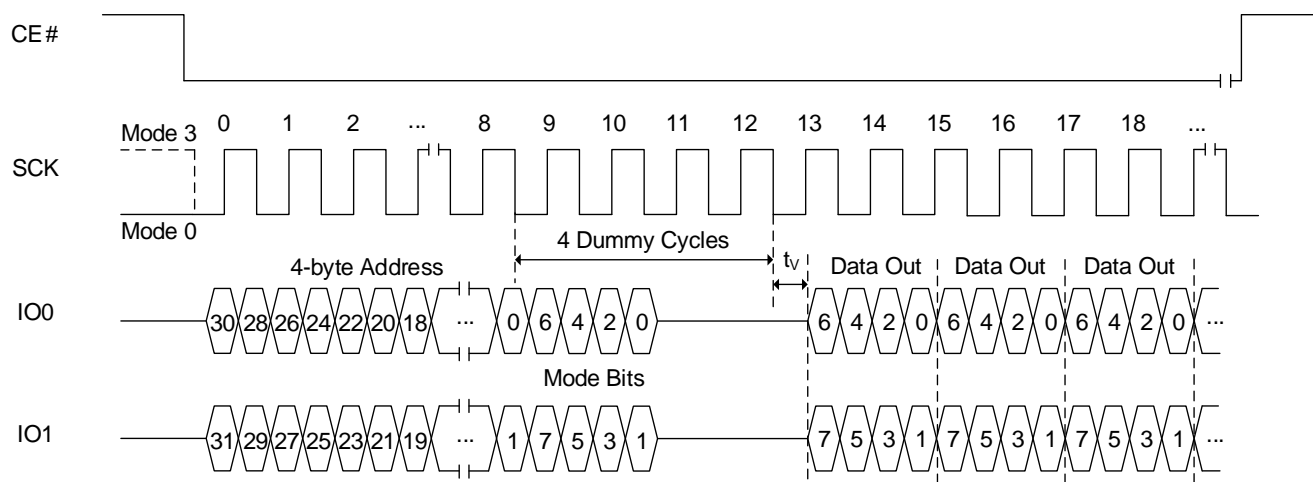 CE#
Mode 3 0 1 2 ... 8 9 10 11 12 13 14 15 16 17 18 ...
SCK
Mode 0
4 Dummy Cycles
4-byte Address tV Data Out Data Out Data Out
IO0 30 28 26 24 22 20 18 ... 0 6 4 2 0 6 4 2 0 6 4 2 0 6 4 2 0 ...
Mode Bits
IO1 31 29 27 25 23 21 19 ... 1 7 5 3 1 7 5 3 1 7 5 3 1 7 5 3 1 ...